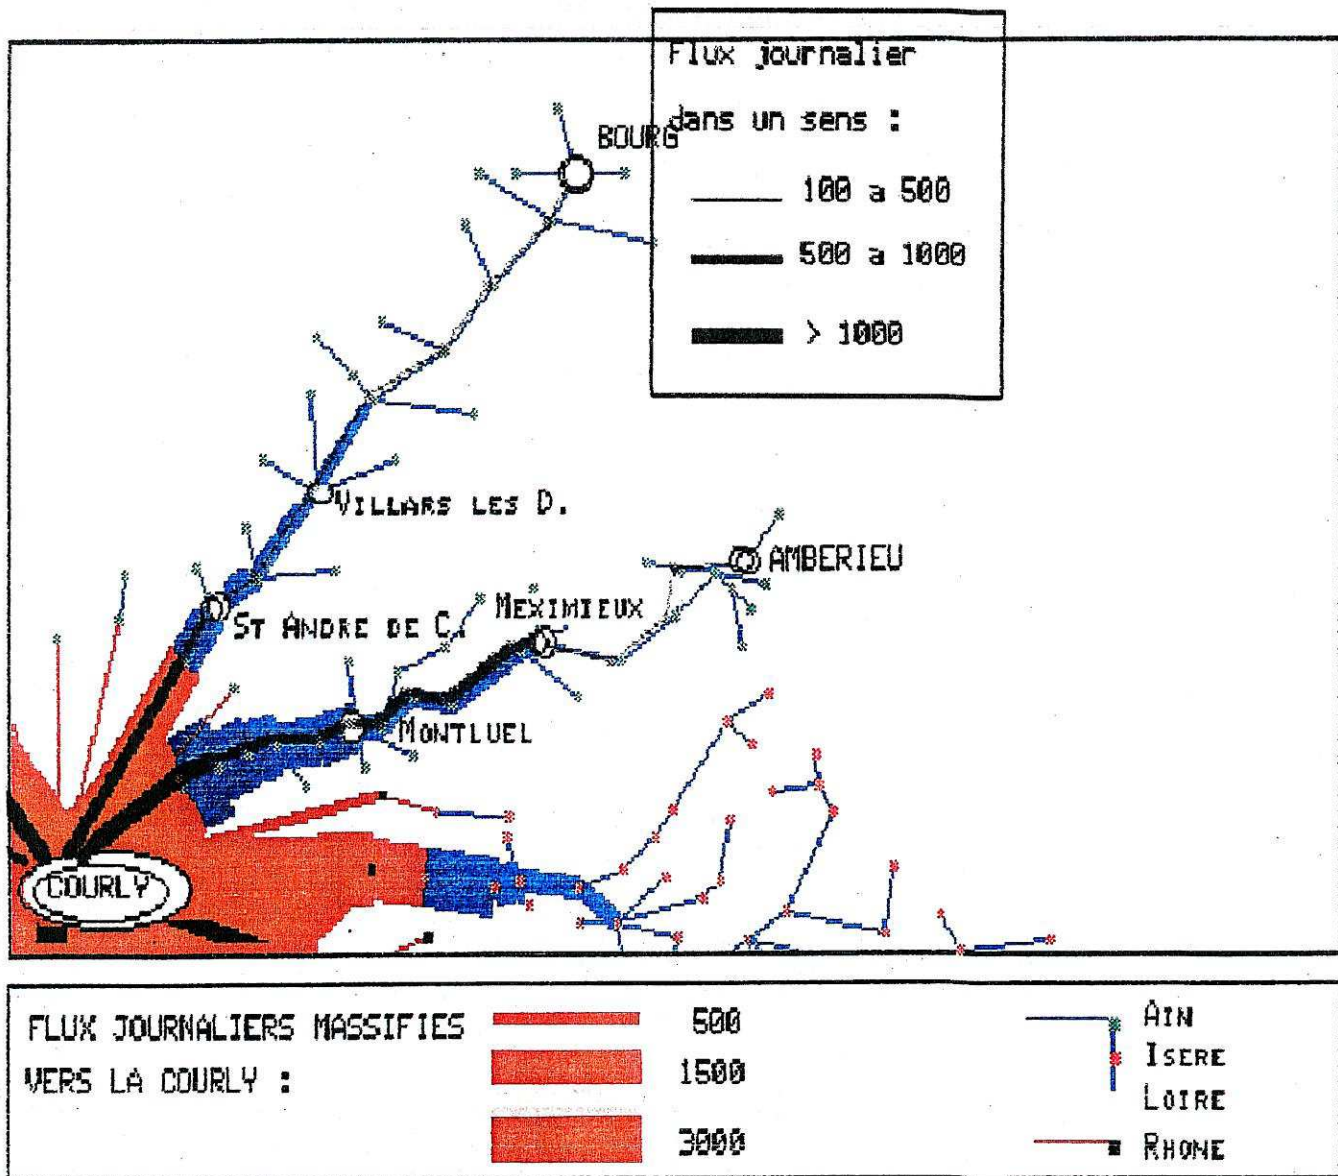 Flux journalier
dans un sens :
100 a 500
500 a 1000
> 1000
BOURG
VILLARS LES D.
AMBERIEU
MEXIMIEUX
ST ANDRE DE C.
MONTLUEL
COURLY
FLUX JOURNALIERS MASSIFIES
VERS LA COURLY :
500
1500
3000
AIN
ISERE
LOIRE
RHONE